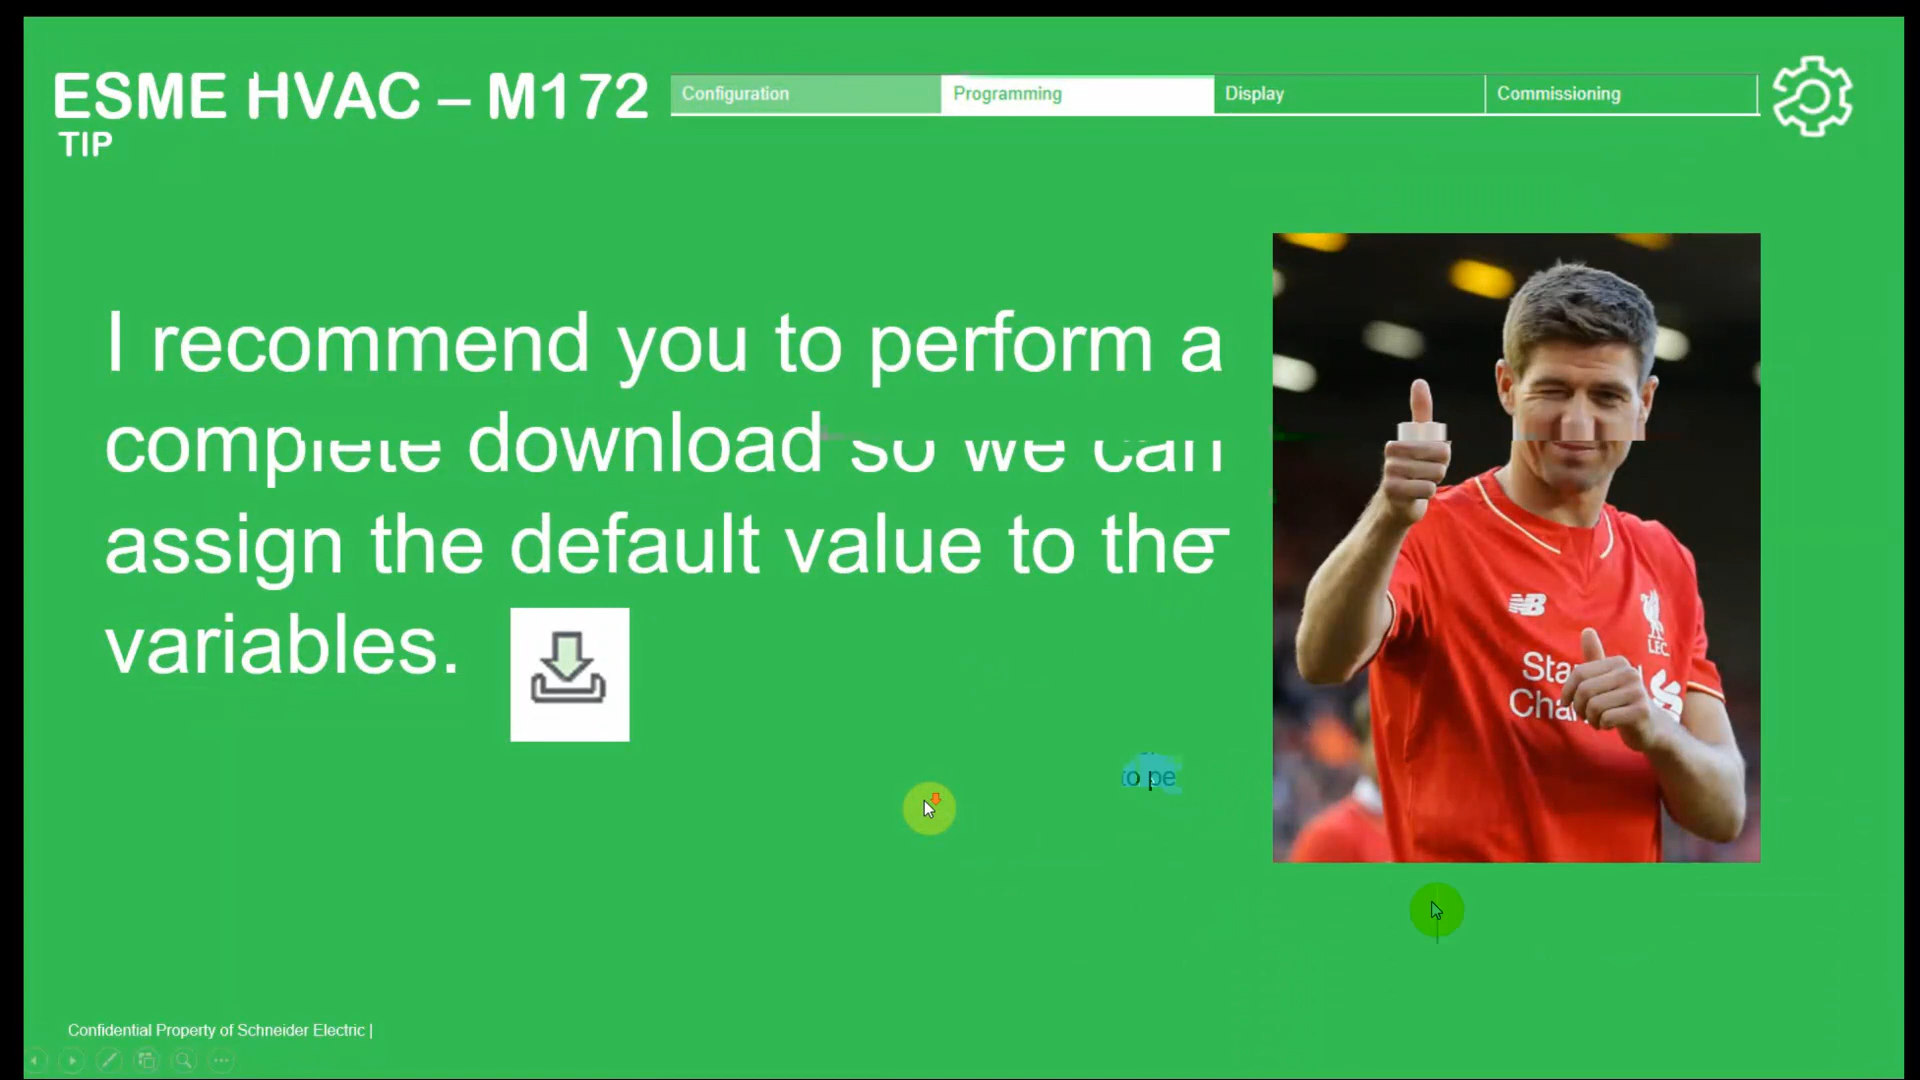 ESME HVAC – M172
TIP
Configuration
Programming
Display
Commissioning
I recommend you to perform a
complete download so we can
assign the default value to the
variables.
NB
L.F.C.
Confidential Property of Schneider Electric |